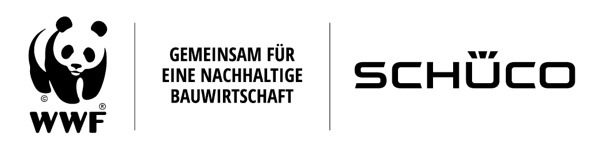 ©
®
WWF
GEMEINSAM FÜR
EINE NACHHALTIGE
BAUWIRTSCHAFT
SCHÜCO